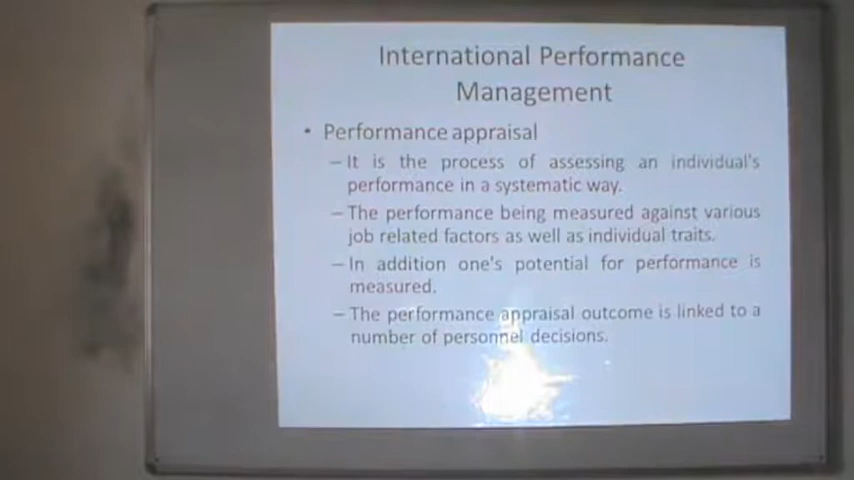 International Performance
Management
• Performance appraisal
– It is the process of assessing an individual's
performance in a systematic way.
– The performance being measured against various
job related factors as well as individual traits.
– In addition one's potential for performance is
measured.
– The performance appraisal outcome is linked to a
number of personnel decisions.